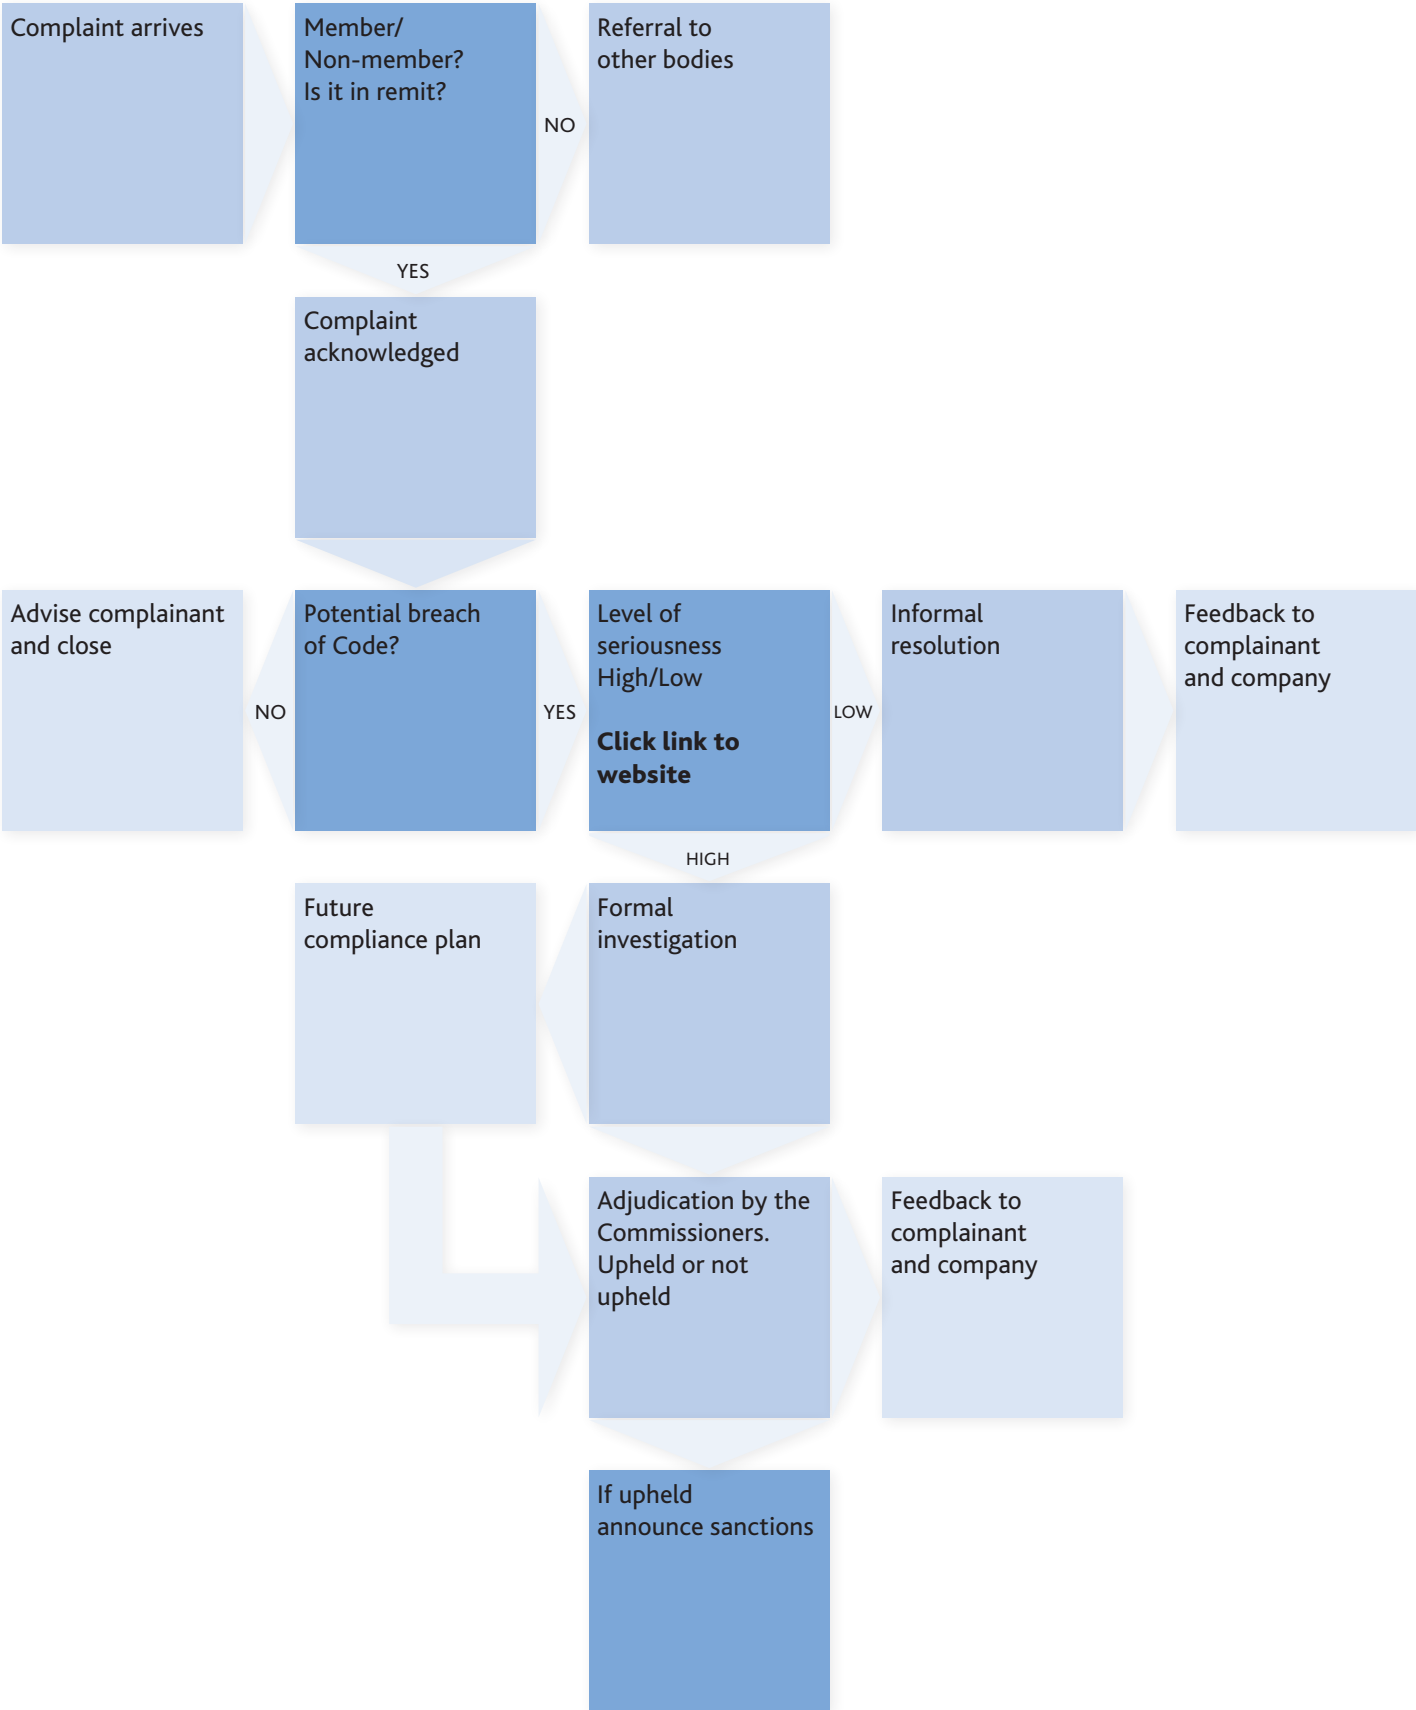 Complaint arrives
Member/
Non-member?
Is it in remit?
NO
Referral to
other bodies
YES
Complaint
acknowledged
Advise complainant
and close
NO
Potential breach
of Code?
YES
Level of
seriousness
High/Low
Click link to
website
LOW
Informal
resolution
Feedback to
complainant
and company
HIGH
Future
compliance plan
Formal
investigation
Adjudication by the
Commissioners.
Upheld or not
upheld
Feedback to
complainant
and company
If upheld
announce sanctions